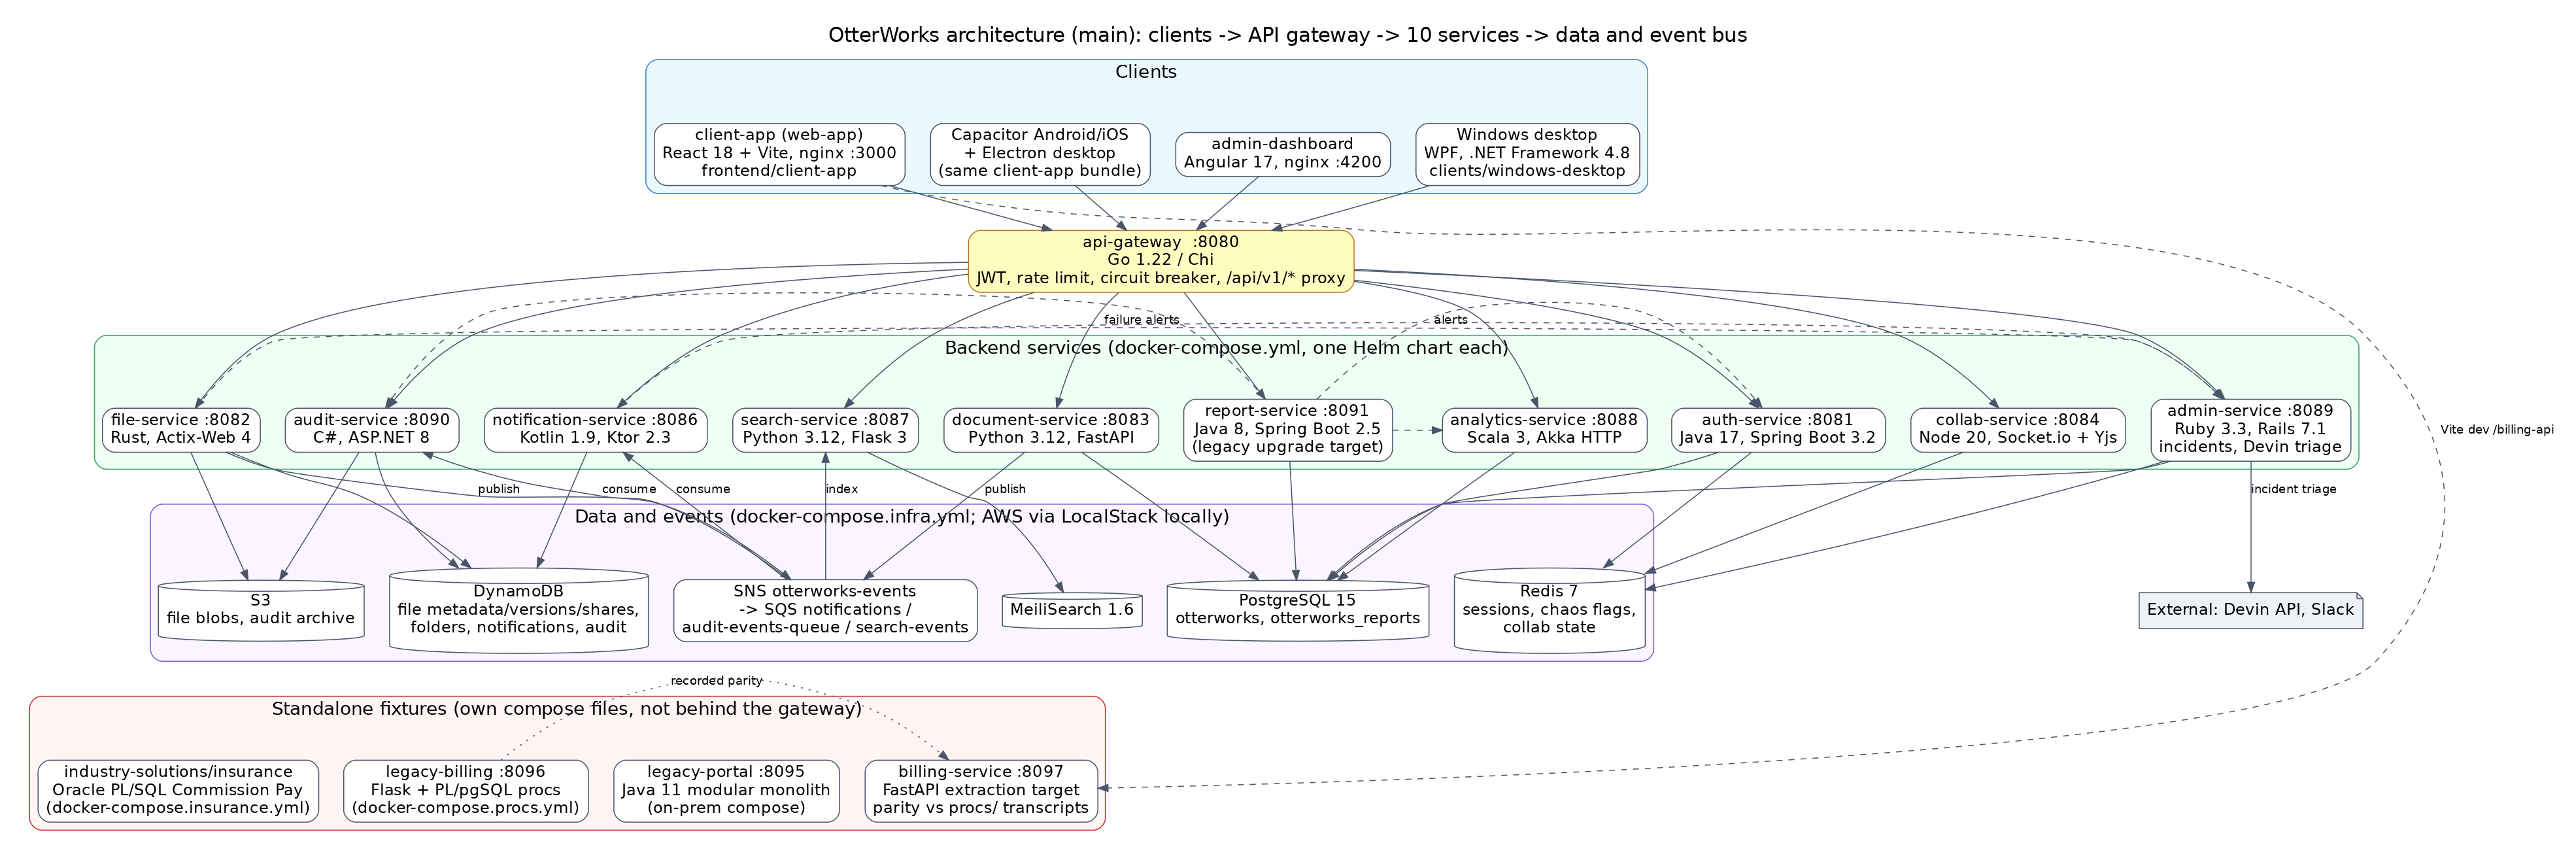 OtterWorks architecture (main): clients -> API gateway -> 10 services -> data and event bus
Clients
client-app (web-app)
React 18 + Vite, nginx :3000
frontend/client-app
Capacitor Android/iOS
+ Electron desktop
(same client-app bundle)
admin-dashboard
Angular 17, nginx :4200
Windows desktop
WPF, .NET Framework 4.8
clients/windows-desktop
api-gateway  :8080
Go 1.22 / Chi
JWT, rate limit, circuit breaker, /api/v1/* proxy
failure alerts
alerts
Backend services (docker-compose.yml, one Helm chart each)
file-service :8082
Rust, Actix-Web 4
audit-service :8090
C#, ASP.NET 8
notification-service :8086
Kotlin 1.9, Ktor 2.3
search-service :8087
Python 3.12, Flask 3
document-service :8083
Python 3.12, FastAPI
report-service :8091
Java 8, Spring Boot 2.5
(legacy upgrade target)
analytics-service :8088
Scala 3, Akka HTTP
auth-service :8081
Java 17, Spring Boot 3.2
collab-service :8084
Node 20, Socket.io + Yjs
admin-service :8089
Ruby 3.3, Rails 7.1
incidents, Devin triage
Vite dev /billing-api
publish
consume
consume
index
publish
incident triage
Data and events (docker-compose.infra.yml; AWS via LocalStack locally)
S3
file blobs, audit archive
DynamoDB
file metadata/versions/shares,
folders, notifications, audit
SNS otterworks-events
-> SQS notifications /
audit-events-queue / search-events
MeiliSearch 1.6
PostgreSQL 15
otterworks, otterworks_reports
Redis 7
sessions, chaos flags,
collab state
External: Devin API, Slack
recorded parity
Standalone fixtures (own compose files, not behind the gateway)
industry-solutions/insurance
Oracle PL/SQL Commission Pay
(docker-compose.insurance.yml)
legacy-billing :8096
Flask + PL/pgSQL procs
(docker-compose.procs.yml)
legacy-portal :8095
Java 11 modular monolith
(on-prem compose)
billing-service :8097
FastAPI extraction target
parity vs procs/ transcripts